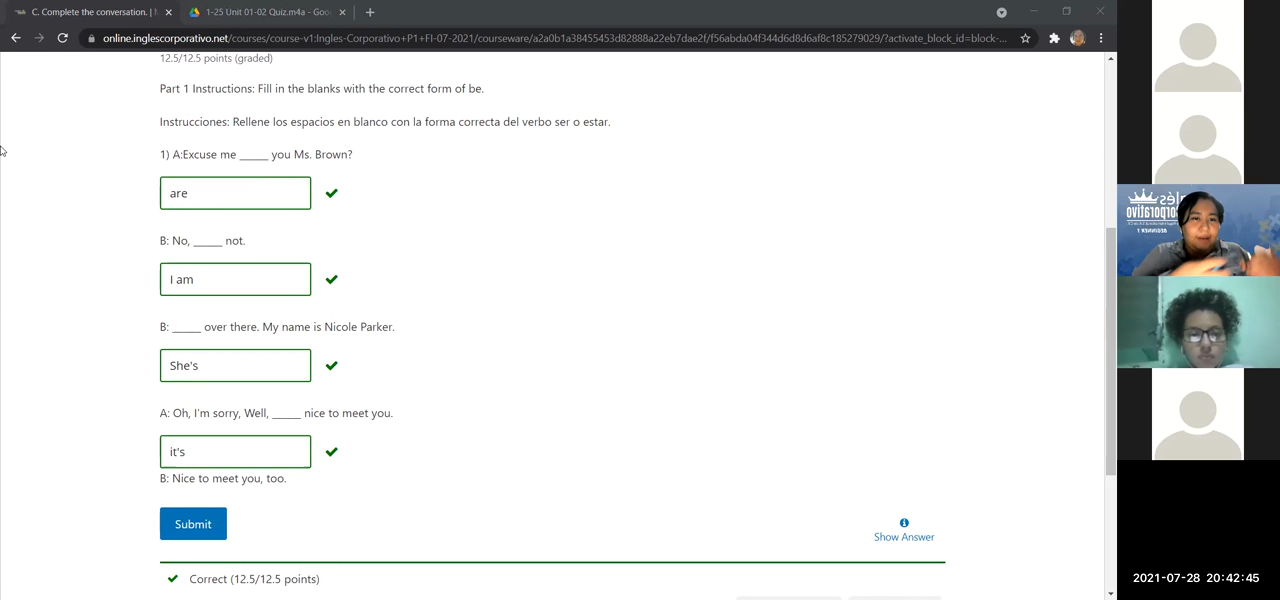 C. Complete the conversation. |
1-25 Unit 01-02 Quiz.m4a - Goo
online.inglescorporativo.net/courses/course-v1:Ingles-Corporativo+P1+FI-07-2021/courseware/a2a0b1a38455453d82888a22eb7dae2f/f56abda04f344d6d8d6af8c185279029/?activate_block_id=block-...
12.5/12.5 points (graded)
Part 1 Instructions: Fill in the blanks with the correct form of be.
Instrucciones: Rellene los espacios en blanco con la forma correcta del verbo ser o estar.
1) A:Excuse me _____ you Ms. Brown?
are
B: No, _____ not.
I am
B: _____ over there. My name is Nicole Parker.
She's
A: Oh, I'm sorry, Well, _____ nice to meet you.
it's
B: Nice to meet you, too.
Submit
Show Answer
Correct (12.5/12.5 points)
BEGINNER 1
2021-07-28 20:42:45